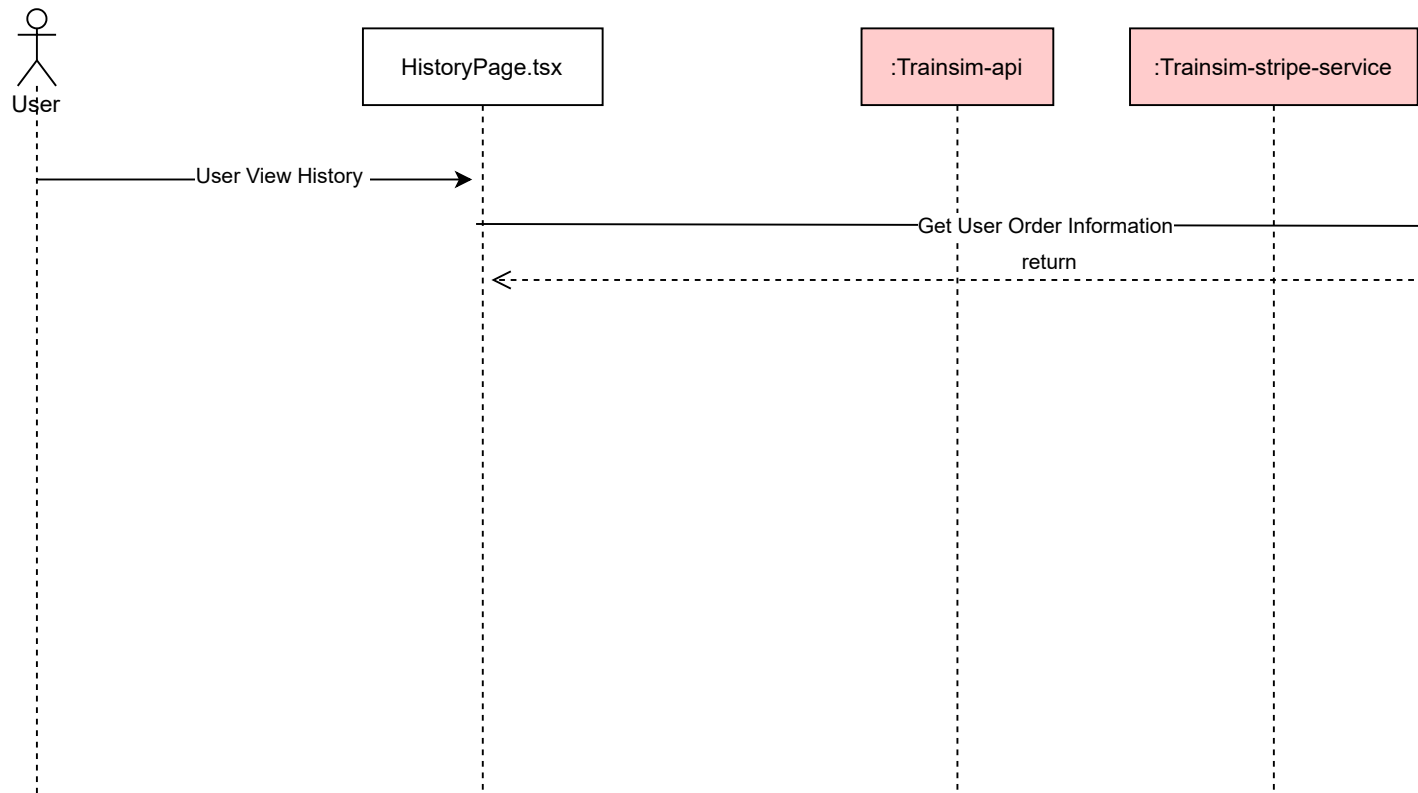 User
HistoryPage.tsx
:Trainsim-api
:Trainsim-stripe-service
User View History
Get User Order Information
return